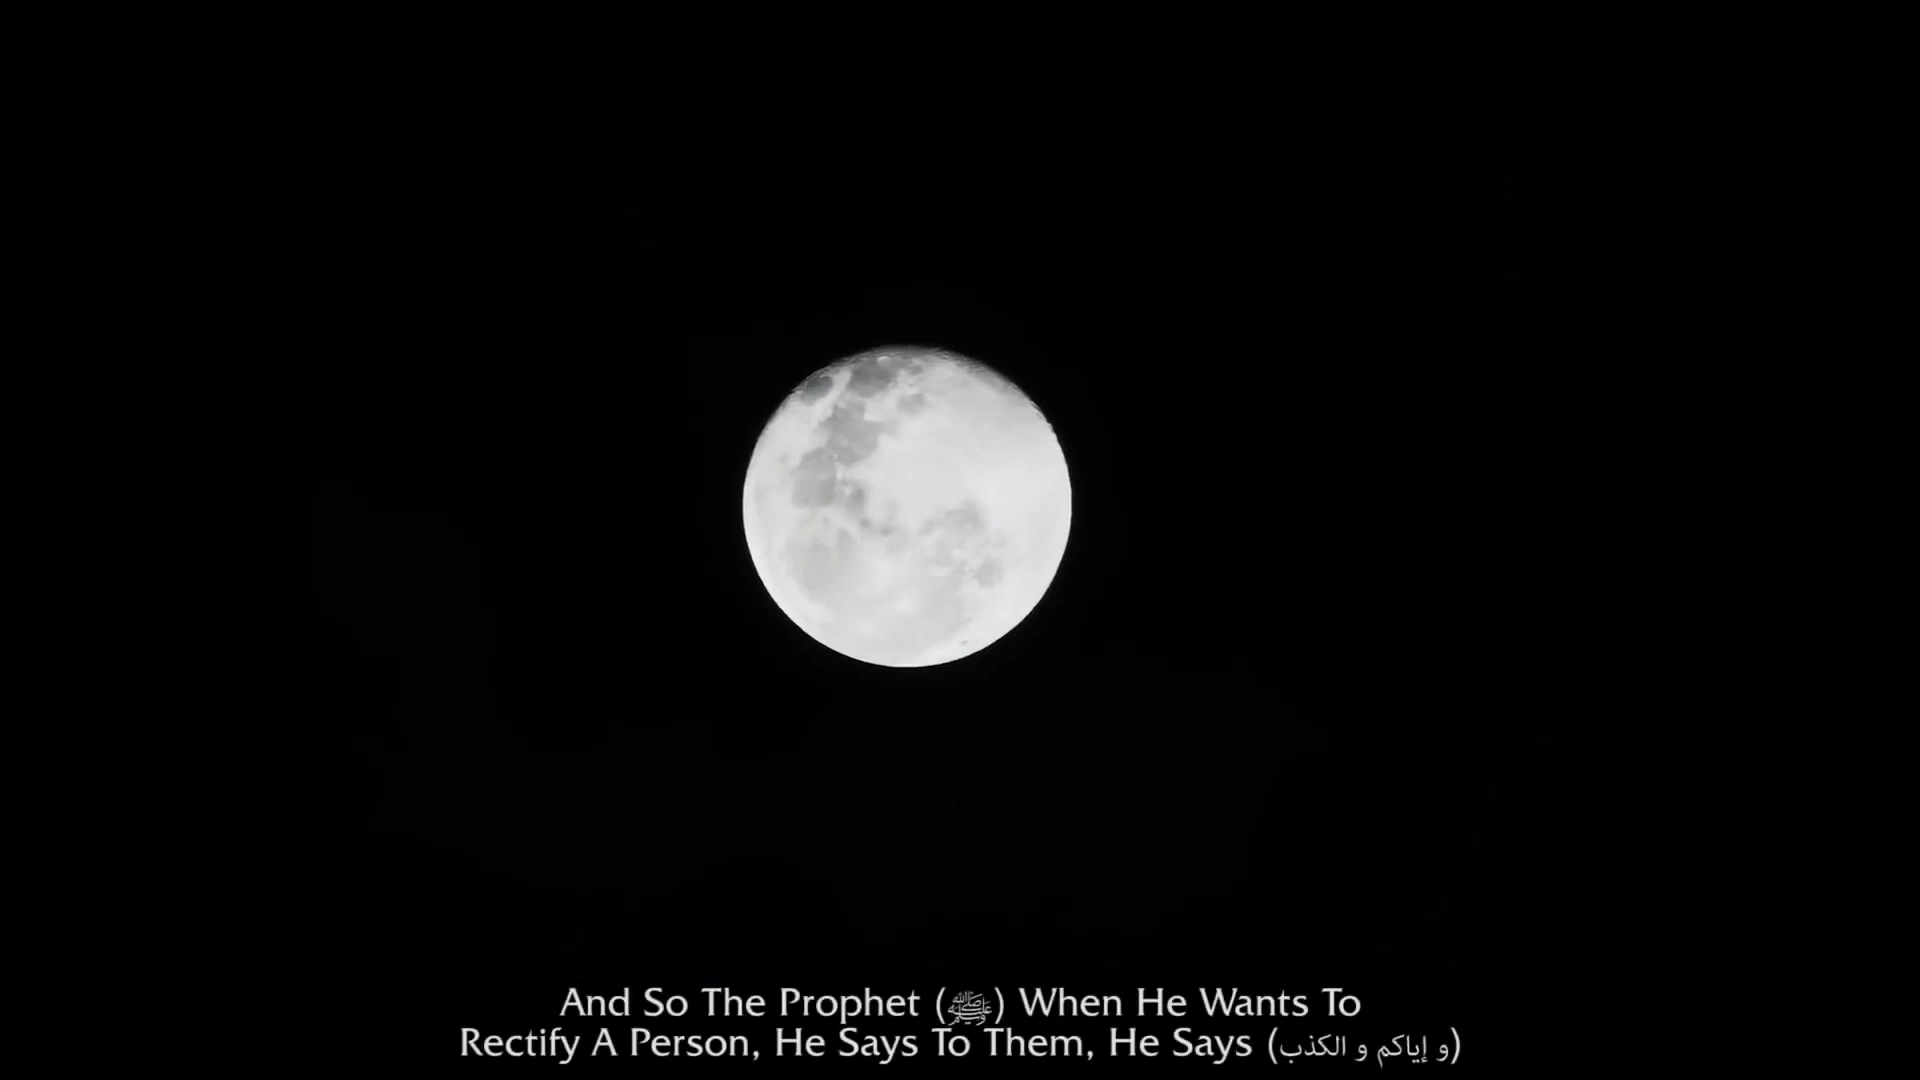 And So The Prophet (ﷺ) When He Wants To
Rectify A Person, He Says To Them, He Says (و إياكم و الكذب)